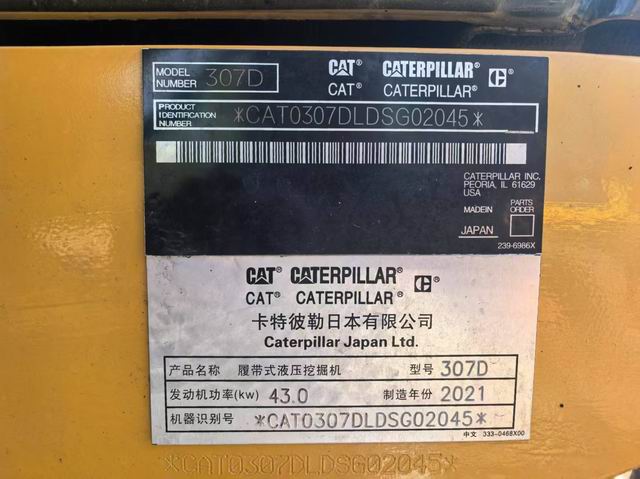 MODEL NUMBER 307D CAT CATERPILLAR® C®
CAT® CATERPILLAR®
PRODUCT IDENTIFICATION NUMBER *CAT0307DLDSG02045*
CATERPILLAR INC.
PEORIA, IL 61629
USA
MADEIN PARTS ORDER
JAPAN
239-6986X
CAT® CATERPILLAR® C®
CAT® CATERPILLAR®
卡特彼勒日本有限公司
Caterpillar Japan Ltd.
产品名称 履带式液压挖掘机 型号 307D
发动机功率(kw) 43.0 制造年份 2021
机器识别号 *CAT0307DLDSG02045*
中文 333-0468X00
*CAT0307DLDSG02045*